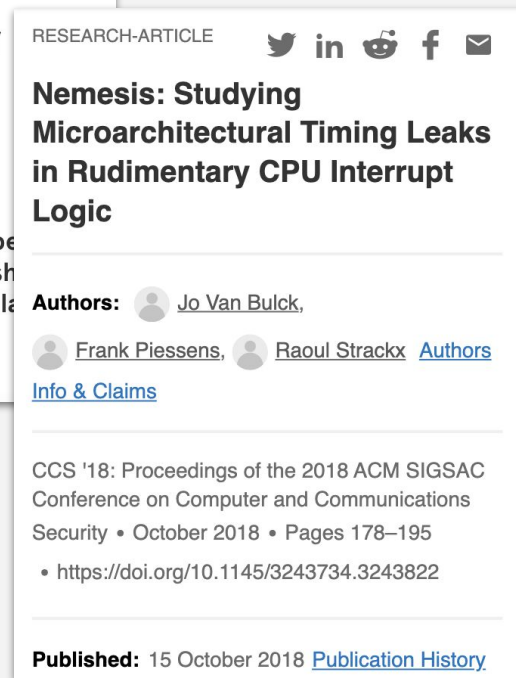 RESEARCH-ARTICLE
Nemesis: Studying
Microarchitectural Timing Leaks
in Rudimentary CPU Interrupt
Logic
Authors: Jo Van Bulck,
Frank Piessens, Raoul Strackx Authors
Info & Claims
CCS '18: Proceedings of the 2018 ACM SIGSAC
Conference on Computer and Communications
Security • October 2018 • Pages 178–195
• https://doi.org/10.1145/3243734.3243822
Published: 15 October 2018 Publication History